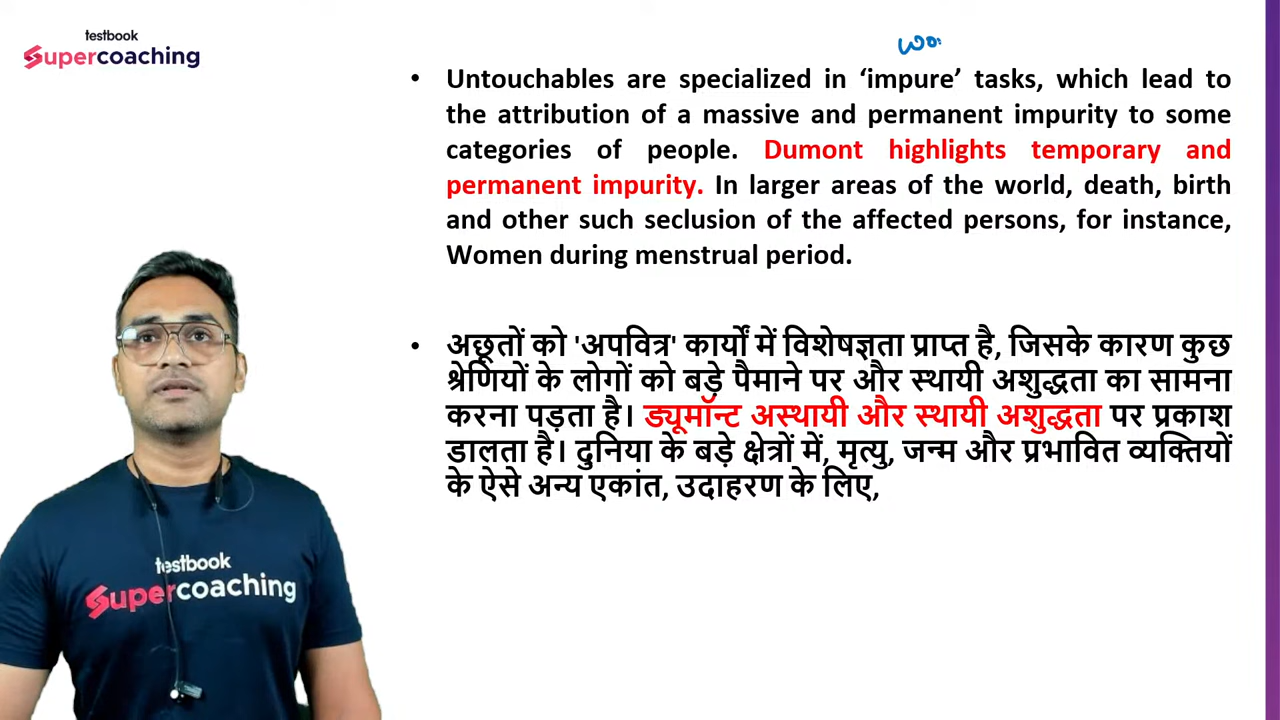 testbook
Supercoaching
• Untouchables are specialized in ‘impure’ tasks, which lead to
the attribution of a massive and permanent impurity to some
categories of people. Dumont highlights temporary and
permanent impurity. In larger areas of the world, death, birth
and other such seclusion of the affected persons, for instance,
Women during menstrual period.
• अछूतों को 'अपवित्र' कार्यों में विशेषज्ञता प्राप्त है, जिसके कारण कुछ
श्रेणियों के लोगों को बड़े पैमाने पर और स्थायी अशुद्धता का सामना
करना पड़ता है। ड्यूमॉन्ट अस्थायी और स्थायी अशुद्धता पर प्रकाश
डालता है। दुनिया के बड़े क्षेत्रों में, मृत्यु, जन्म और प्रभावित व्यक्तियों
के ऐसे अन्य एकांत, उदाहरण के लिए,
testbook
Supercoaching